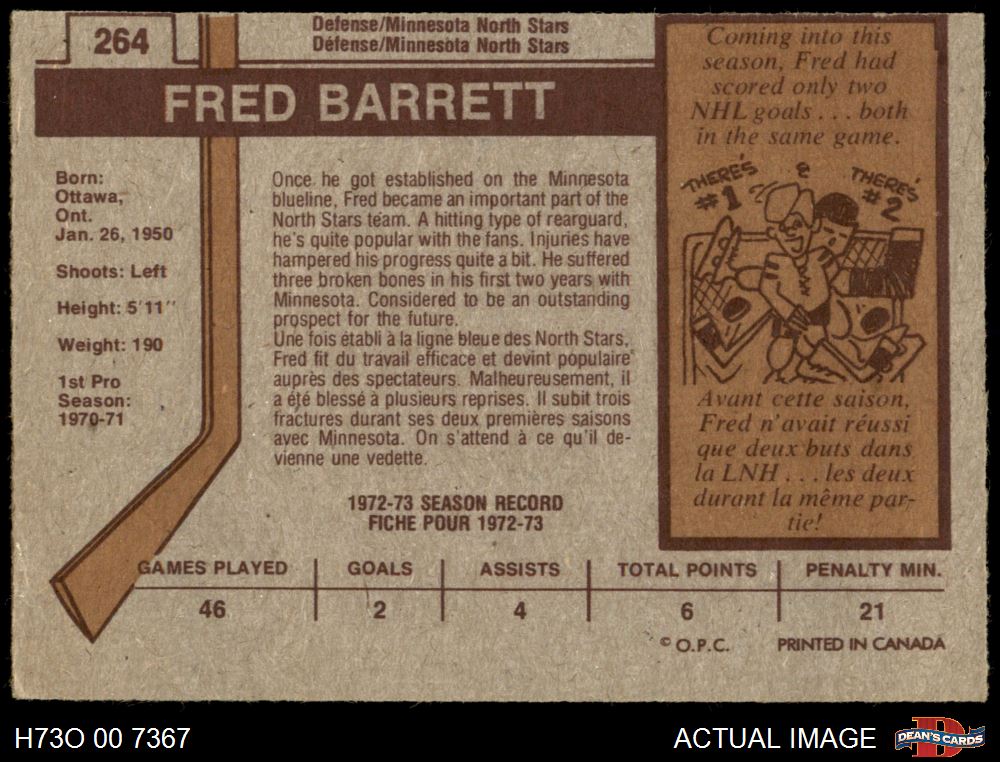 264
Defense/Minnesota North Stars
Défense/Minnesota North Stars
FRED BARRETT
Born:
Ottawa,
Ont.
Jan. 26, 1950
Shoots: Left
Height: 5'11''
Weight: 190
1st Pro
Season:
1970-71
Once he got established on the Minnesota
blueline, Fred became an important part of the
North Stars team. A hitting type of rearguard,
he's quite popular with the fans. Injuries have
hampered his progress quite a bit. He suffered
three broken bones in his first two years with
Minnesota. Considered to be an outstanding
prospect for the future.
Une fois établi à la ligne bleue des North Stars,
Fred fit du travail efficace et devint populaire
auprès des spectateurs. Malheureusement, il
a été blessé à plusieurs reprises. Il subit trois
fractures durant ses deux premières saisons
avec Minnesota. On s'attend à ce qu'il de-
vienne une vedette.
Coming into this
season, Fred had
scored only two
NHL goals . . . both
in the same game.
THERE'S
#1
THERE'S
#2
Avant cette saison,
Fred n'avait réussi
que deux buts dans
la LNH . . . les deux
durant la même par-
tie!
1972-73 SEASON RECORD
FICHE POUR 1972-73
GAMES PLAYED GOALS ASSISTS TOTAL POINTS PENALTY MIN.
46 2 4 6 21
© O.P.C. PRINTED IN CANADA
H73O 00 7367
ACTUAL IMAGE
D
DEAN'S CARDS